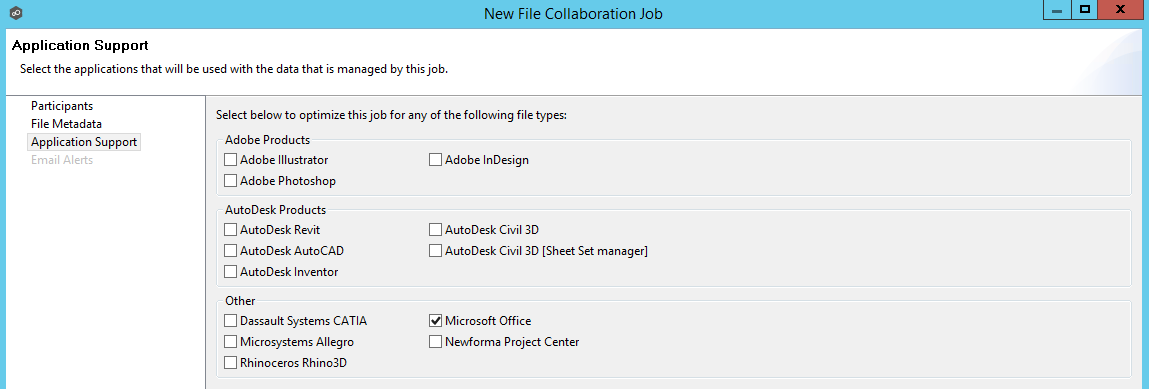 New File Collaboration Job
Application Support
Select the applications that will be used with the data that is managed by this job.
Participants
File Metadata
Application Support
Email Alerts
Select below to optimize this job for any of the following file types:
Adobe Products
Adobe Illustrator
Adobe InDesign
Adobe Photoshop
AutoDesk Products
AutoDesk Revit
AutoDesk Civil 3D
AutoDesk AutoCAD
AutoDesk Civil 3D [Sheet Set manager]
AutoDesk Inventor
Other
Dassault Systems CATIA
Microsoft Office
Microsystems Allegro
Newforma Project Center
Rhinoceros Rhino3D